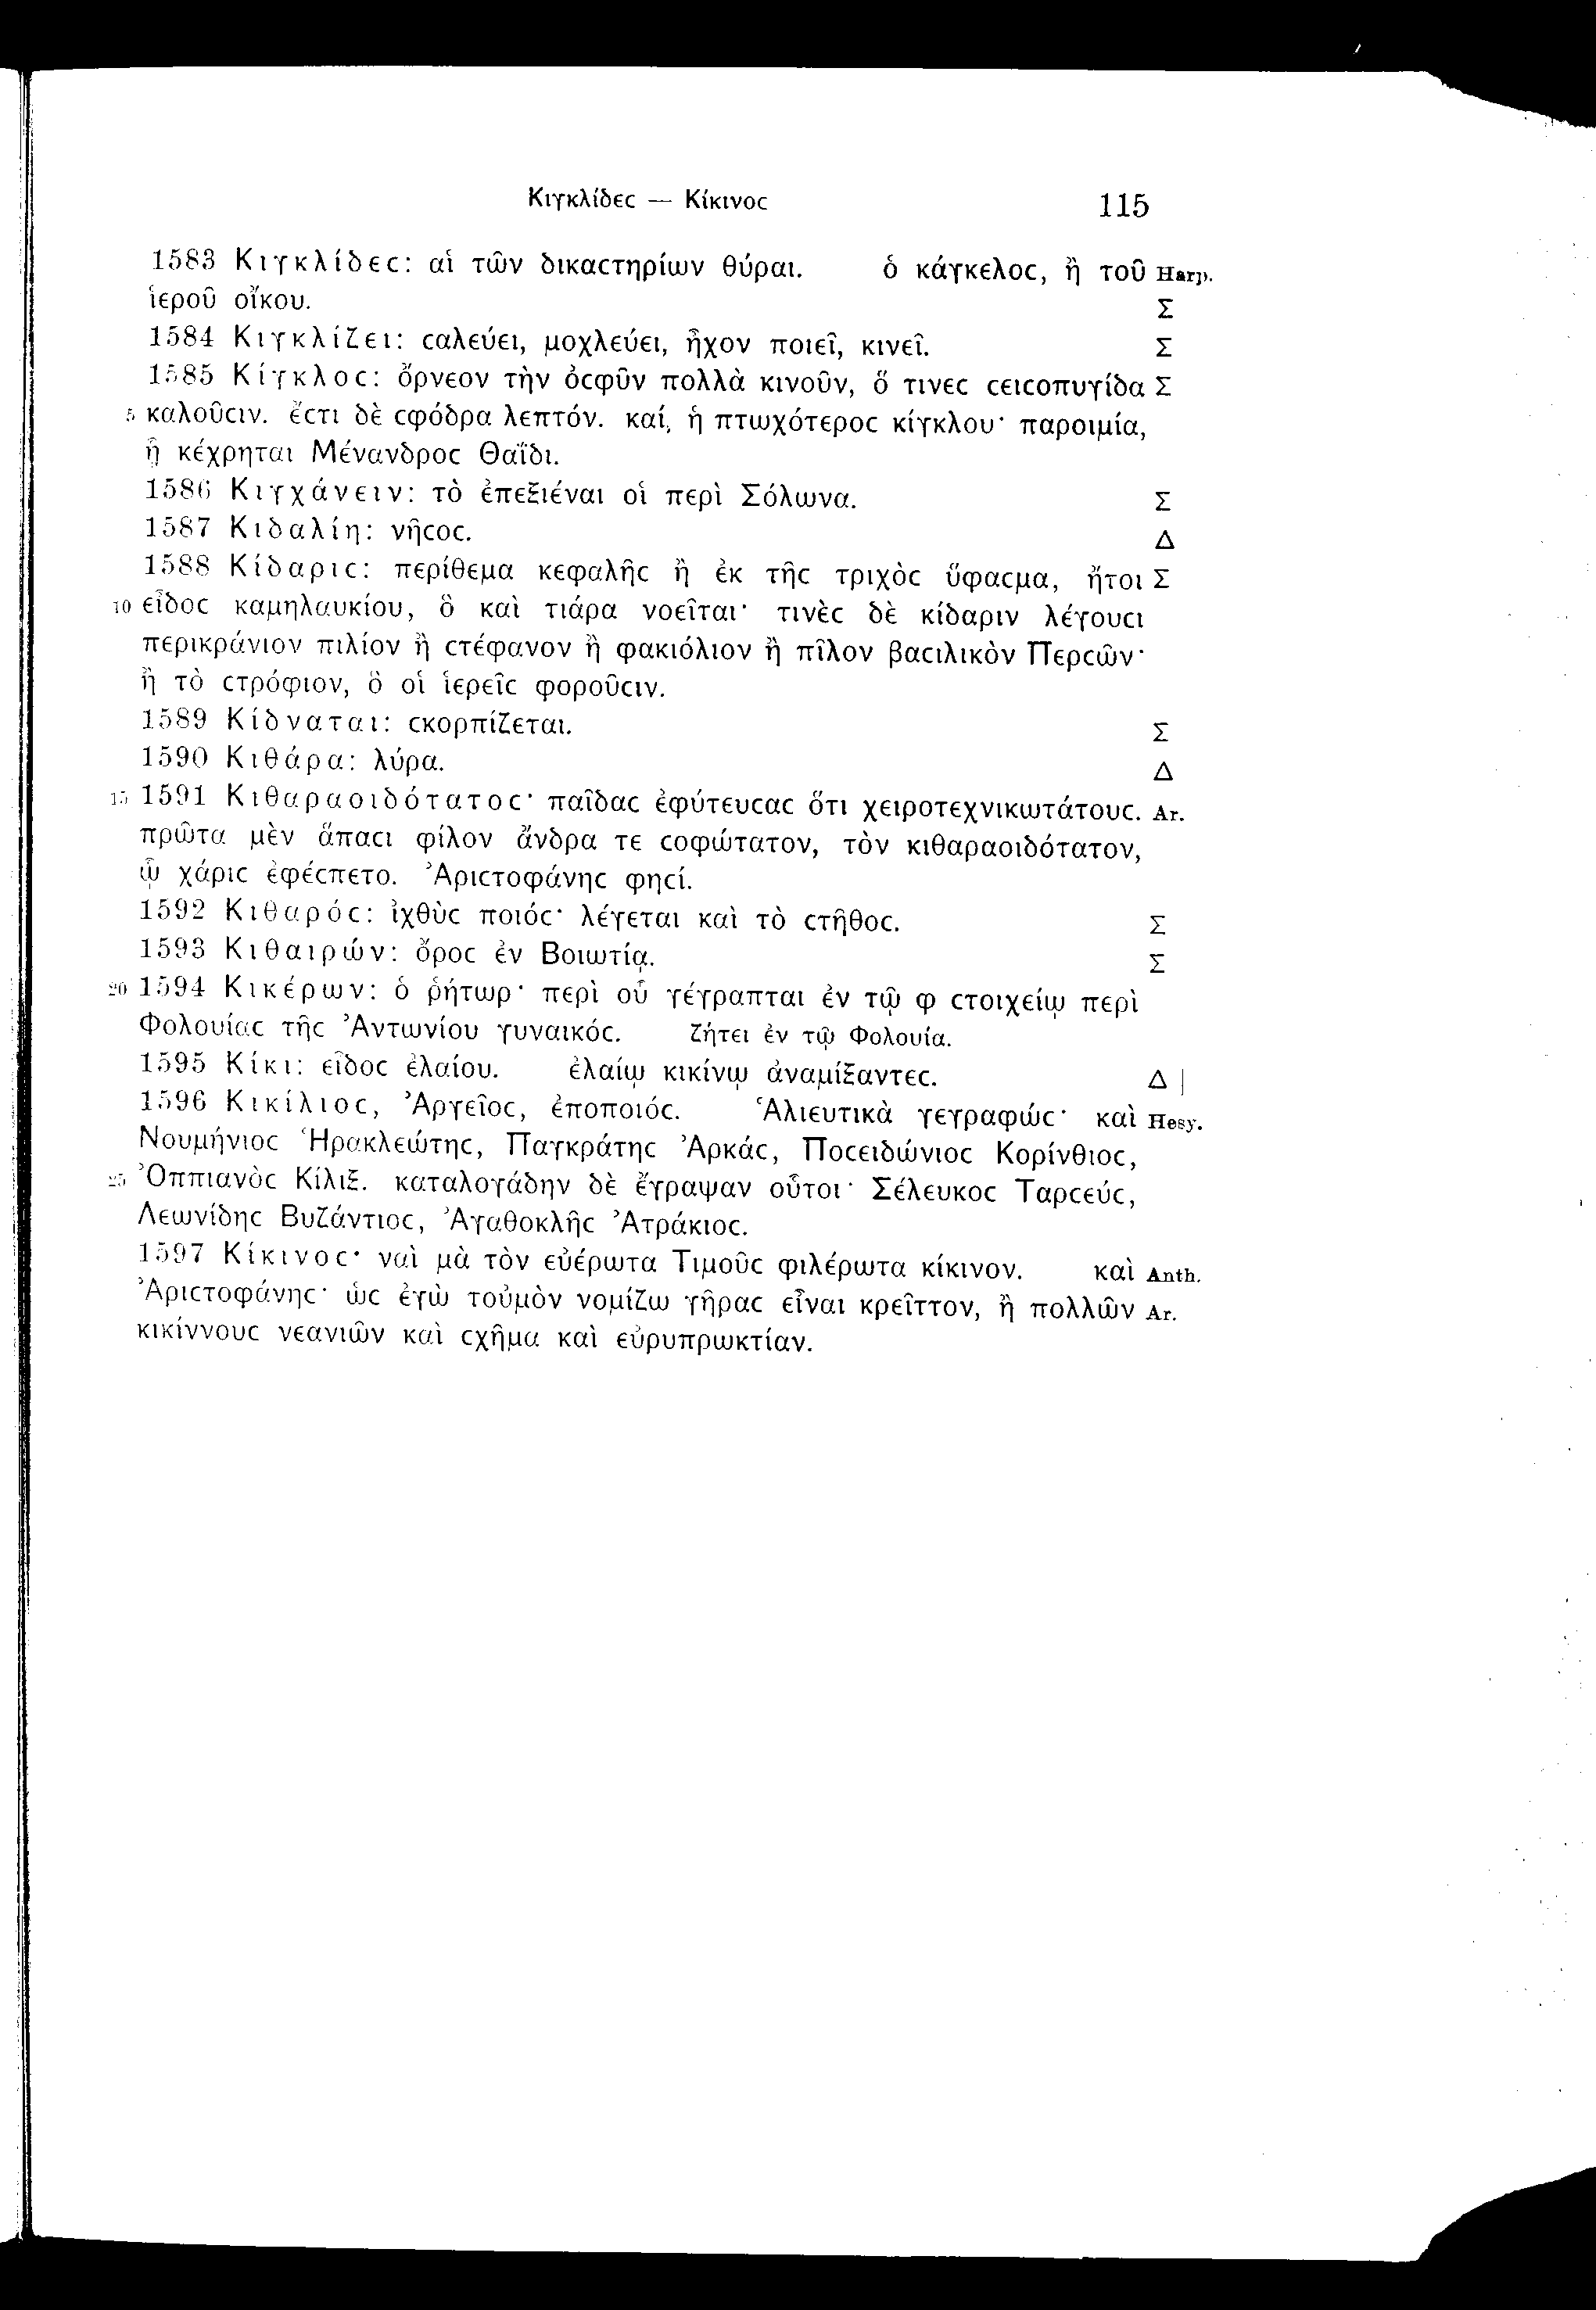 Κιγκλίδεϲ — Κίκινοϲ 115
1583 Κιγκλίδεϲ: αἱ τῶν δικαϲτηρίων θύραι. ὁ κάγκελοϲ, ἢ τοῦ Harp.
ἱεροῦ οἴκου. Σ
1584 Κιγκλίζει: ϲαλεύει, μοχλεύει, ἦχον ποιεῖ, κινεῖ. Σ
1585 Κίγκλοϲ: ὄρνεον τὴν ὀϲφῦν πολλὰ κινοῦν, ὅ τινεϲ ϲειϲοπυγίδα Σ
5 καλοῦϲιν. ἔϲτι δὲ ϲφόδρα λεπτόν. καί, ἡ πτωχότεροϲ κίγκλου· παροιμία,
ᾗ κέχρηται Μένανδροϲ Θαΐδι.
1586 Κιγχάνειν: τὸ ἐπεξιέναι οἱ περὶ Σόλωνα. Σ
1587 Κιδαλίη: νῆϲοϲ. Δ
1588 Κίδαριϲ: περίθεμα κεφαλῆϲ ἢ ἐκ τῆϲ τριχὸϲ ὕφαϲμα, ἤτοι Σ
10 εἶδοϲ καμηλαυκίου, ὃ καὶ τιάρα νοεῖται· τινὲϲ δὲ κίδαριν λέγουϲι
περικράνιον πιλίον ἢ ϲτέφανον ἢ φακιόλιον ἢ πῖλον βαϲιλικὸν Περϲῶν·
ἢ τὸ ϲτρόφιον, ὃ οἱ ἱερεῖϲ φοροῦϲιν.
1589 Κίδναται: ϲκορπίζεται. Σ
1590 Κιθάρα: λύρα. Δ
15 1591 Κιθαραοιδότατοϲ· παῖδαϲ ἐφύτευϲαϲ ὅτι χειροτεχνικωτάτουϲ. Ar.
πρῶτα μὲν ἅπαϲι φίλον ἄνδρα τε ϲοφώτατον, τὸν κιθαραοιδότατον,
ᾧ χάριϲ ἐφέϲπετο. Ἀριϲτοφάνηϲ φηϲί.
1592 Κιθαρόϲ: ἰχθὺϲ ποιόϲ· λέγεται καὶ τὸ ϲτῆθοϲ. Σ
1593 Κιθαιρών: ὄροϲ ἐν Βοιωτίᾳ. Σ
20 1594 Κικέρων: ὁ ῥήτωρ· περὶ οὗ γέγραπται ἐν τῷ φ ϲτοιχείῳ περὶ
Φολουίαϲ τῆϲ Ἀντωνίου γυναικόϲ. ζήτει ἐν τῷ Φολουία.
1595 Κίκι: εἶδοϲ ἐλαίου. ἐλαίῳ κικίνῳ ἀναμίξαντεϲ. Δ |
1596 Κικίλιοϲ, Ἀργεῖοϲ, ἐποποιόϲ. Ἁλιευτικὰ γεγραφώϲ· καὶ Hesy.
Νουμήνιοϲ Ἡρακλεώτηϲ, Παγκράτηϲ Ἀρκάϲ, Ποϲειδώνιοϲ Κορίνθιοϲ,
25 Ὀππιανὸϲ Κίλιξ. καταλογάδην δὲ ἔγραψαν οὗτοι· Σέλευκοϲ Ταρϲεύϲ,
Λεωνίδηϲ Βυζάντιοϲ, Ἀγαθοκλῆϲ Ἀτράκιοϲ.
1597 Κίκινοϲ· ναὶ μὰ τὸν εὐέρωτα Τιμοῦϲ φιλέρωτα κίκινον. καὶ Anth.
Ἀριϲτοφάνηϲ· ὡϲ ἐγὼ τοὐμὸν νομίζω γῆραϲ εἶναι κρεῖττον, ἢ πολλῶν Ar.
κικίννουϲ νεανιῶν καὶ ϲχῆμα καὶ εὐρυπρωκτίαν.